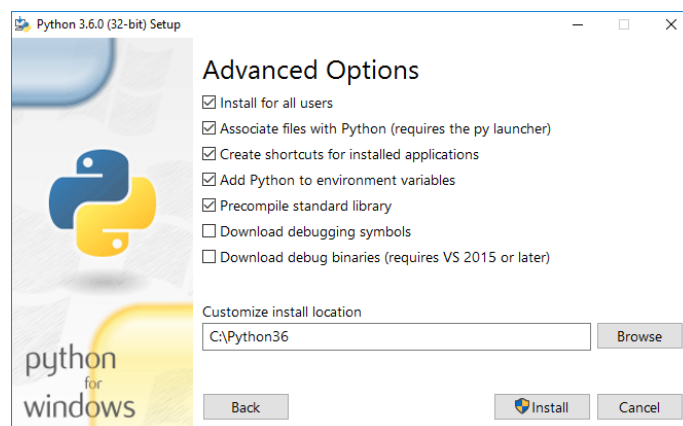 Python 3.6.0 (32-bit) Setup
Advanced Options
Install for all users
Associate files with Python (requires the py launcher)
Create shortcuts for installed applications
Add Python to environment variables
Precompile standard library
Download debugging symbols
Download debug binaries (requires VS 2015 or later)
Customize install location
C:\Python36
Browse
python
for
windows
Back
Install
Cancel